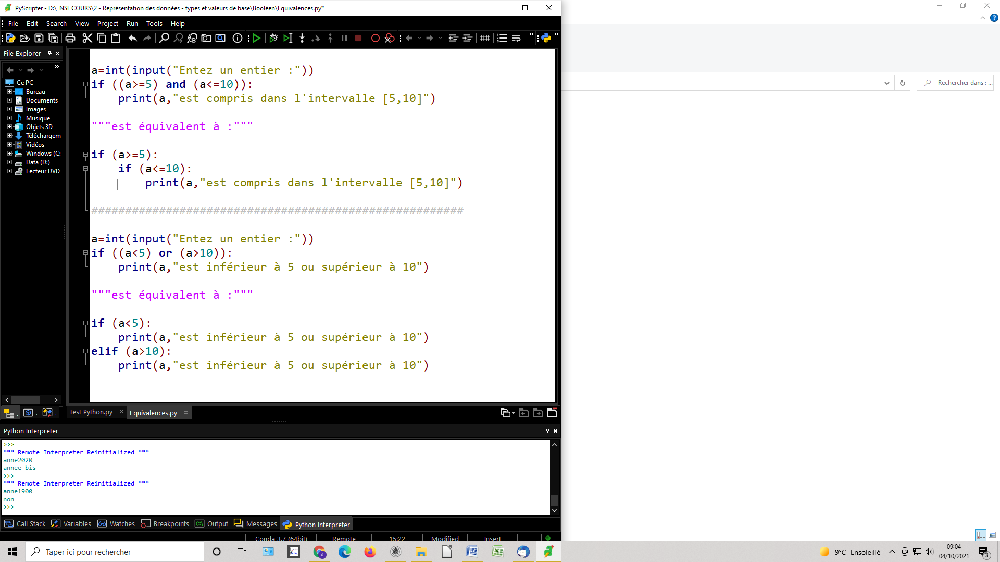 PyScripter - D:\_NSI_COURS\2 - Représentation des données - types et valeurs de base\Booléen\Equivalences.py*
File Edit Search View Project Run Tools Help
File Explorer
Ce PC
Bureau
Documents
Images
Musique
Objets 3D
Téléchargem
Vidéos
Windows (C:
Data (D:)
Lecteur DVD
a=int(input("Entez un entier :"))
if ((a>=5) and (a<=10)):
    print(a,"est compris dans l'intervalle [5,10]")
"""est équivalent à :"""
if (a>=5):
    if (a<=10):
        print(a,"est compris dans l'intervalle [5,10]")
#######################################################
a=int(input("Entez un entier :"))
if ((a<5) or (a>10)):
    print(a,"est inférieur à 5 ou supérieur à 10")
"""est équivalent à :"""
if (a<5):
    print(a,"est inférieur à 5 ou supérieur à 10")
elif (a>10):
    print(a,"est inférieur à 5 ou supérieur à 10")
Test Python.py Equivalences.py
Python Interpreter
>>>
*** Remote Interpreter Reinitialized ***
anne2020
annee bis
>>>
*** Remote Interpreter Reinitialized ***
anne1900
non
>>>
Call Stack Variables Watches Breakpoints Output Messages Python Interpreter
Conda 3.7 (64bit) Remote 15:22 Modified Insert
Rechercher dans : ...
Taper ici pour rechercher
9°C Ensoleillé
09:04
04/10/2021
3